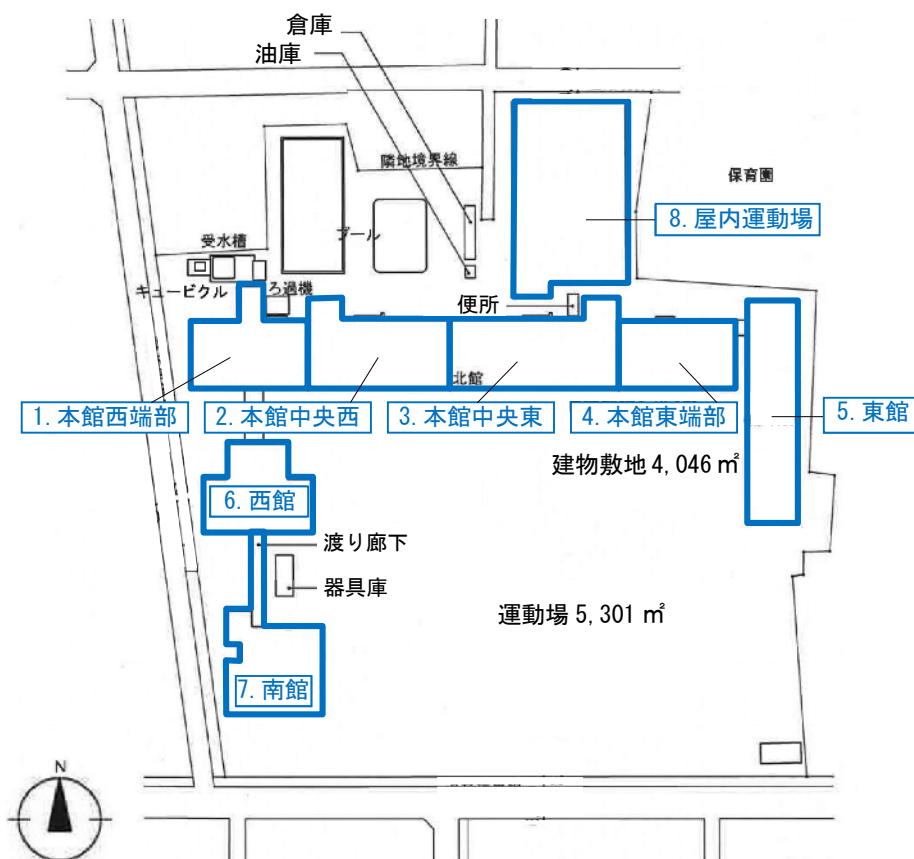 倉庫
油庫
隣地境界線
保育園
8. 屋内運動場
プール
受水槽
キュービクル
ろ過機
便所
北館
1. 本館西端部
2. 本館中央西
3. 本館中央東
4. 本館東端部
5. 東館
建物敷地 4,046 ㎡
6. 西館
渡り廊下
器具庫
運動場 5,301 ㎡
7. 南館
N